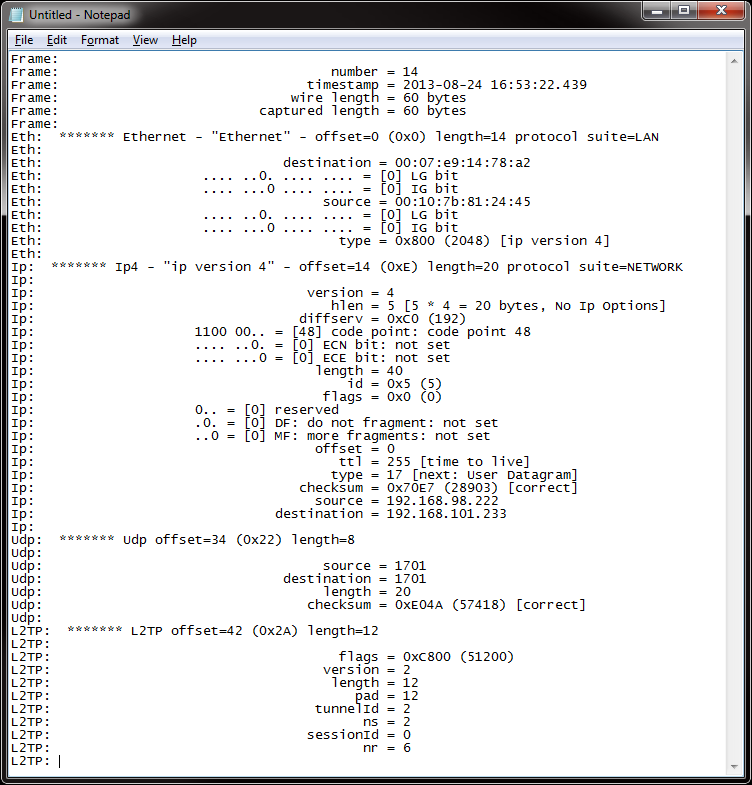 Untitled - Notepad
File Edit Format View Help
Frame:
Frame: number = 14
Frame: timestamp = 2013-08-24 16:53:22.439
Frame: wire length = 60 bytes
Frame: captured length = 60 bytes
Frame:
Eth: ******* Ethernet - "Ethernet" - offset=0 (0x0) length=14 protocol suite=LAN
Eth:
Eth: destination = 00:07:e9:14:78:a2
Eth: .... ..0. .... .... = [0] LG bit
Eth: .... ...0 .... .... = [0] IG bit
Eth: source = 00:10:7b:81:24:45
Eth: .... ..0. .... .... = [0] LG bit
Eth: .... ...0 .... .... = [0] IG bit
Eth: type = 0x800 (2048) [ip version 4]
Eth:
Ip: ******* Ip4 - "ip version 4" - offset=14 (0xE) length=20 protocol suite=NETWORK
Ip:
Ip: version = 4
Ip: hlen = 5 [5 * 4 = 20 bytes, No Ip Options]
Ip: diffserv = 0xC0 (192)
Ip: 1100 00.. = [48] code point: code point 48
Ip: .... ..0. = [0] ECN bit: not set
Ip: .... ...0 = [0] ECE bit: not set
Ip: length = 40
Ip: id = 0x5 (5)
Ip: flags = 0x0 (0)
Ip: 0.. = [0] reserved
Ip: .0. = [0] DF: do not fragment: not set
Ip: ..0 = [0] MF: more fragments: not set
Ip: offset = 0
Ip: ttl = 255 [time to live]
Ip: type = 17 [next: User Datagram]
Ip: checksum = 0x70E7 (28903) [correct]
Ip: source = 192.168.98.222
Ip: destination = 192.168.101.233
Ip:
Udp: ******* Udp offset=34 (0x22) length=8
Udp:
Udp: source = 1701
Udp: destination = 1701
Udp: length = 20
Udp: checksum = 0xE04A (57418) [correct]
Udp:
L2TP: ******* L2TP offset=42 (0x2A) length=12
L2TP:
L2TP: flags = 0xC800 (51200)
L2TP: version = 2
L2TP: length = 12
L2TP: pad = 12
L2TP: tunnelId = 2
L2TP: ns = 2
L2TP: sessionId = 0
L2TP: nr = 6
L2TP: